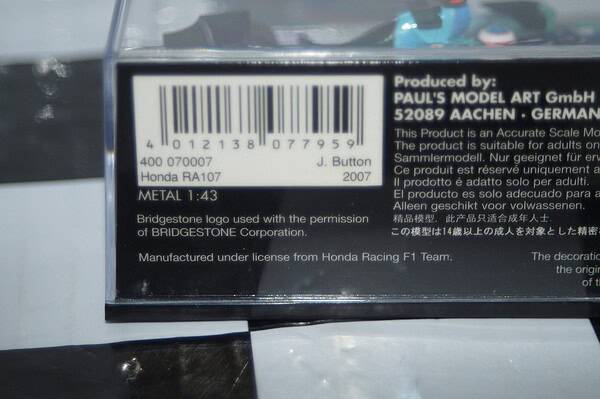 4 012138 077959
400 070007 J. Button
Honda RA107 2007
METAL 1:43
Bridgestone logo used with the permission
of BRIDGESTONE Corporation.
Manufactured under license from Honda Racing F1 Team.
Produced by:
PAUL'S MODEL ART GmbH
52089 AACHEN · GERMAN
This Product is an Accurate Scale Mo
The product is suitable for adults on
Sammlermodell. Nur geeignet für er
Ce produit est réservé uniquement a
Il prodotto è adatto solo per adulti.
El producto es solo adecuado para a
Alleen geschikt voor volwassenen.
精品模型, 此产品只适合成年人士.
この模型は14歳以上の成人を対象とした精密
The decoratio
the origin
of th